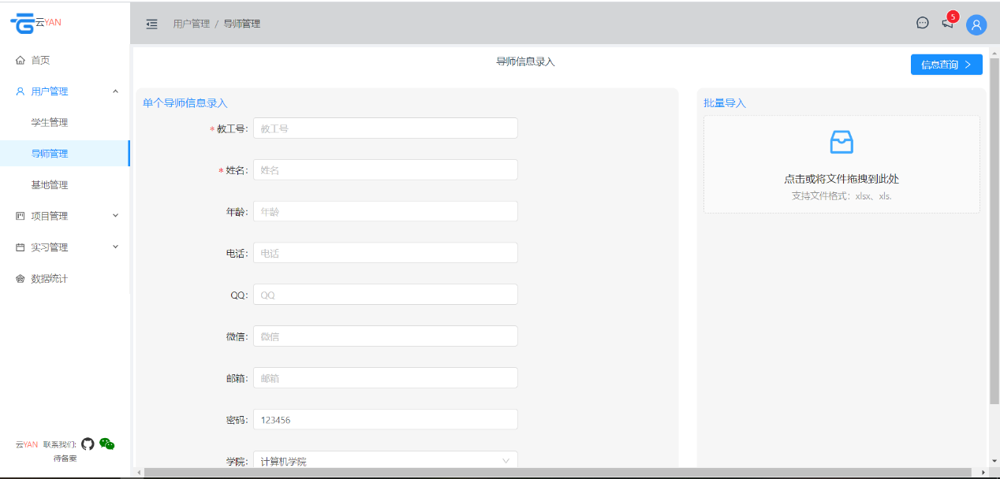 云YAN
用户管理 / 导师管理
5
首页
用户管理
学生管理
导师管理
基地管理
项目管理
实习管理
数据统计
云YAN 联系我们:
待备案
导师信息录入
信息查询
单个导师信息录入
* 教工号: 教工号
* 姓名: 姓名
年龄: 年龄
电话: 电话
QQ: QQ
微信: 微信
邮箱: 邮箱
密码: 123456
学院: 计算机学院
批量导入
点击或将文件拖拽到此处
支持文件格式：xlsx、xls.